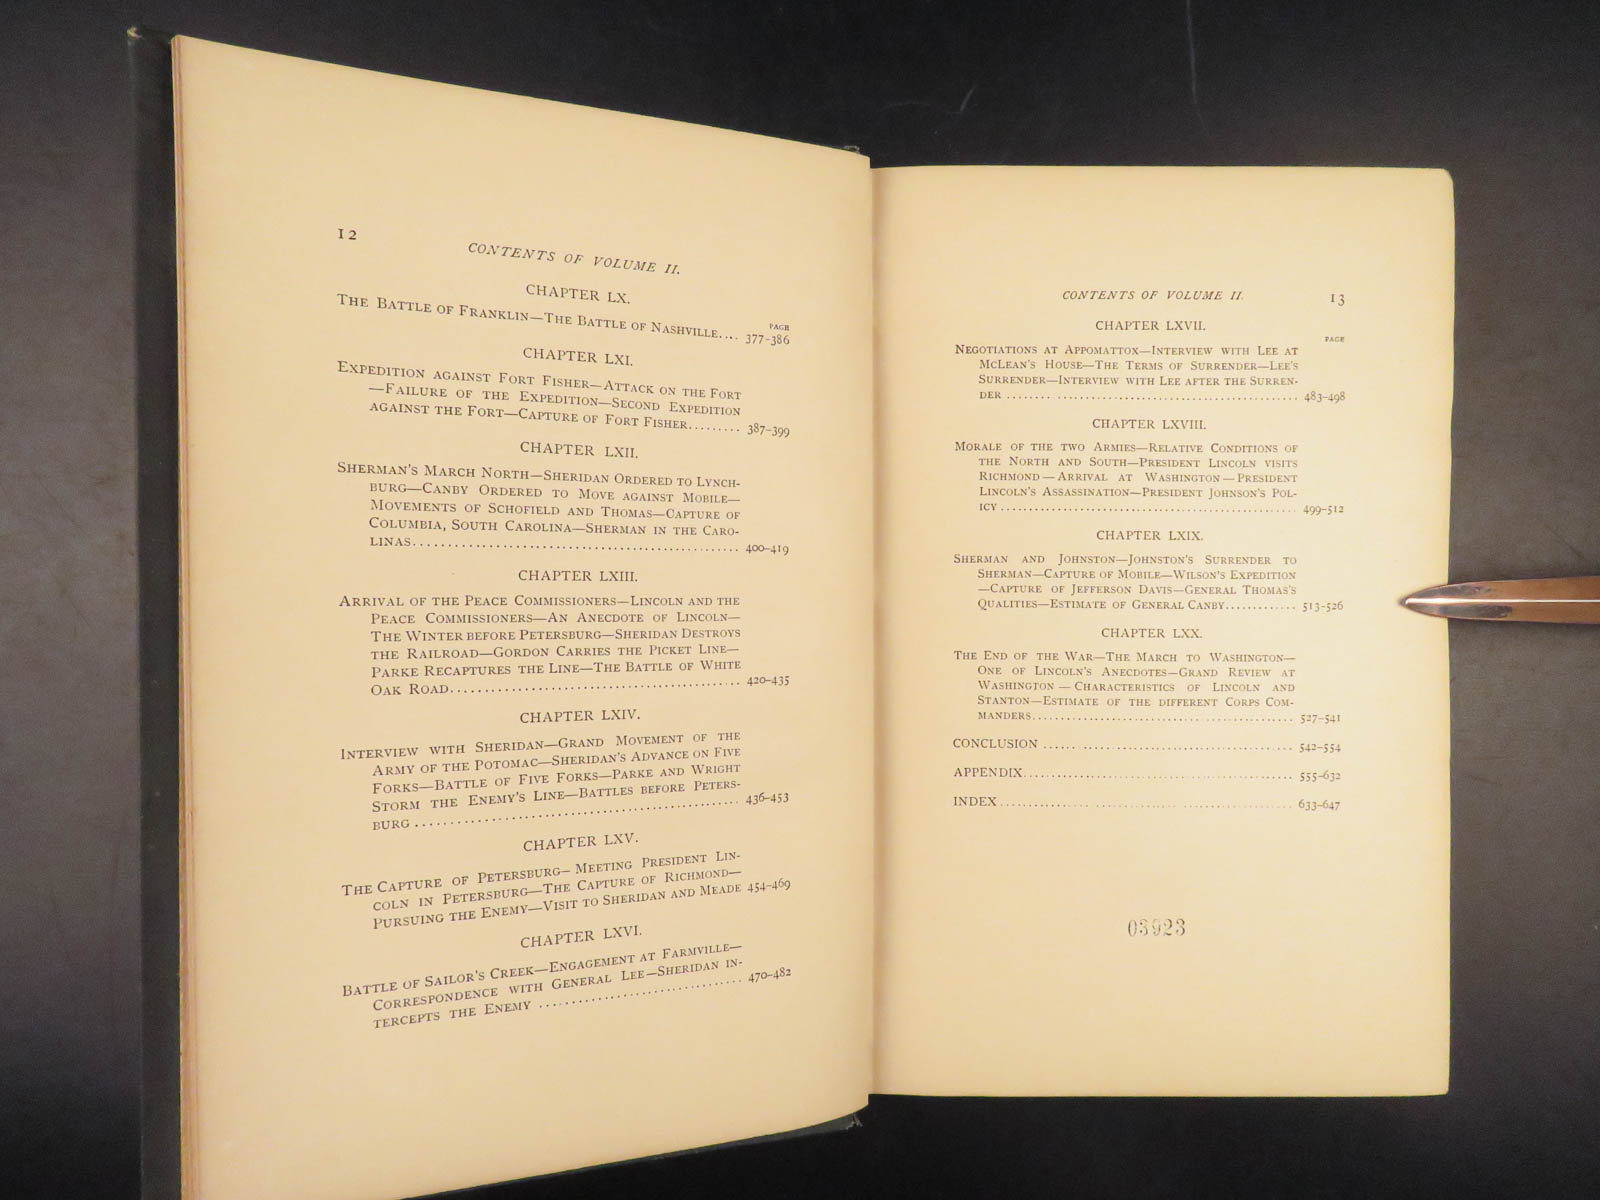 12
CONTENTS OF VOLUME II.
CHAPTER LX.
PAGE
THE BATTLE OF FRANKLIN—THE BATTLE OF NASHVILLE.... 377-386
CHAPTER LXI.
EXPEDITION AGAINST FORT FISHER—ATTACK ON THE FORT
—FAILURE OF THE EXPEDITION—SECOND EXPEDITION
AGAINST THE FORT—CAPTURE OF FORT FISHER......... 387-399
CHAPTER LXII.
SHERMAN'S MARCH NORTH—SHERIDAN ORDERED TO LYNCH-
BURG—CANBY ORDERED TO MOVE AGAINST MOBILE—
MOVEMENTS OF SCHOFIELD AND THOMAS—CAPTURE OF
COLUMBIA, SOUTH CAROLINA—SHERMAN IN THE CARO-
LINAS................................................ 400-419
CHAPTER LXIII.
ARRIVAL OF THE PEACE COMMISSIONERS—LINCOLN AND THE
PEACE COMMISSIONERS—AN ANECDOTE OF LINCOLN—
THE WINTER BEFORE PETERSBURG—SHERIDAN DESTROYS
THE RAILROAD—GORDON CARRIES THE PICKET LINE—
PARKE RECAPTURES THE LINE—THE BATTLE OF WHITE
OAK ROAD.......................................... 420-435
CHAPTER LXIV.
INTERVIEW WITH SHERIDAN—GRAND MOVEMENT OF THE
ARMY OF THE POTOMAC—SHERIDAN'S ADVANCE ON FIVE
FORKS—BATTLE OF FIVE FORKS—PARKE AND WRIGHT
STORM THE ENEMY'S LINE—BATTLES BEFORE PETERS-
BURG ................................................ 436-453
CHAPTER LXV.
THE CAPTURE OF PETERSBURG—MEETING PRESIDENT LIN-
COLN IN PETERSBURG—THE CAPTURE OF RICHMOND—
PURSUING THE ENEMY—VISIT TO SHERIDAN AND MEADE 454-469
CHAPTER LXVI.
BATTLE OF SAILOR'S CREEK—ENGAGEMENT AT FARMVILLE—
CORRESPONDENCE WITH GENERAL LEE—SHERIDAN IN-
TERCEPTS THE ENEMY ................................ 470-482
CONTENTS OF VOLUME II. 13
CHAPTER LXVII.
PAGE
NEGOTIATIONS AT APPOMATTOX—INTERVIEW WITH LEE AT
MCLEAN'S HOUSE—THE TERMS OF SURRENDER—LEE'S
SURRENDER—INTERVIEW WITH LEE AFTER THE SURREN-
DER .................................................. 483-498
CHAPTER LXVIII.
MORALE OF THE TWO ARMIES—RELATIVE CONDITIONS OF
THE NORTH AND SOUTH—PRESIDENT LINCOLN VISITS
RICHMOND—ARRIVAL AT WASHINGTON—PRESIDENT
LINCOLN'S ASSASSINATION—PRESIDENT JOHNSON'S POL-
ICY .................................................. 499-512
CHAPTER LXIX.
SHERMAN AND JOHNSTON—JOHNSTON'S SURRENDER TO
SHERMAN—CAPTURE OF MOBILE—WILSON'S EXPEDITION
—CAPTURE OF JEFFERSON DAVIS—GENERAL THOMAS'S
QUALITIES—ESTIMATE OF GENERAL CANBY............. 513-526
CHAPTER LXX.
THE END OF THE WAR—THE MARCH TO WASHINGTON—
ONE OF LINCOLN'S ANECDOTES—GRAND REVIEW AT
WASHINGTON—CHARACTERISTICS OF LINCOLN AND
STANTON—ESTIMATE OF THE DIFFERENT CORPS COM-
MANDERS............................................. 527-541
CONCLUSION ........................................... 542-554
APPENDIX.............................................. 555-632
INDEX.................................................. 633-647
03923